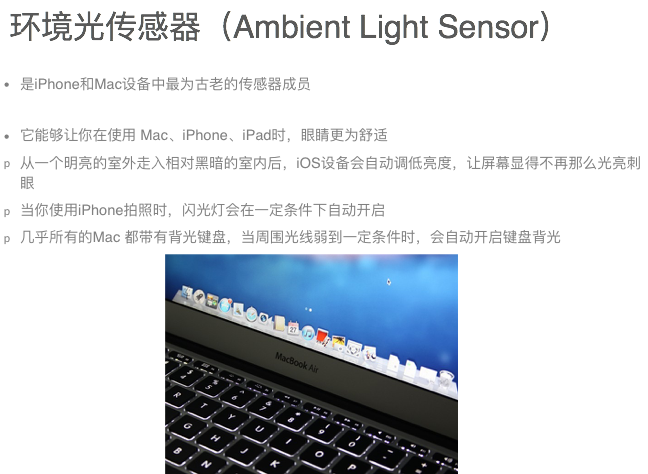 环境光传感器（Ambient Light Sensor）
• 是iPhone和Mac设备中最为古老的传感器成员
• 它能够让你在使用 Mac、iPhone、iPad时，眼睛更为舒适
p 从一个明亮的室外走入相对黑暗的室内后，iOS设备会自动调低亮度，让屏幕显得不再那么光亮刺
眼
p 当你使用iPhone拍照时，闪光灯会在一定条件下自动开启
p 几乎所有的Mac 都带有背光键盘，当周围光线弱到一定条件时，会自动开启键盘背光
27
MacBook Air
4 5 6 7 8 9 0
R T Y U I O P
F G H J K L
B N